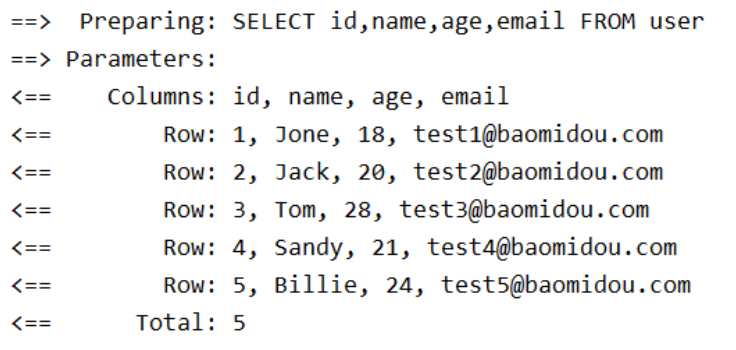 ==>  Preparing: SELECT id,name,age,email FROM user
==> Parameters:
<==    Columns: id, name, age, email
<==        Row: 1, Jone, 18, test1@baomidou.com
<==        Row: 2, Jack, 20, test2@baomidou.com
<==        Row: 3, Tom, 28, test3@baomidou.com
<==        Row: 4, Sandy, 21, test4@baomidou.com
<==        Row: 5, Billie, 24, test5@baomidou.com
<==      Total: 5